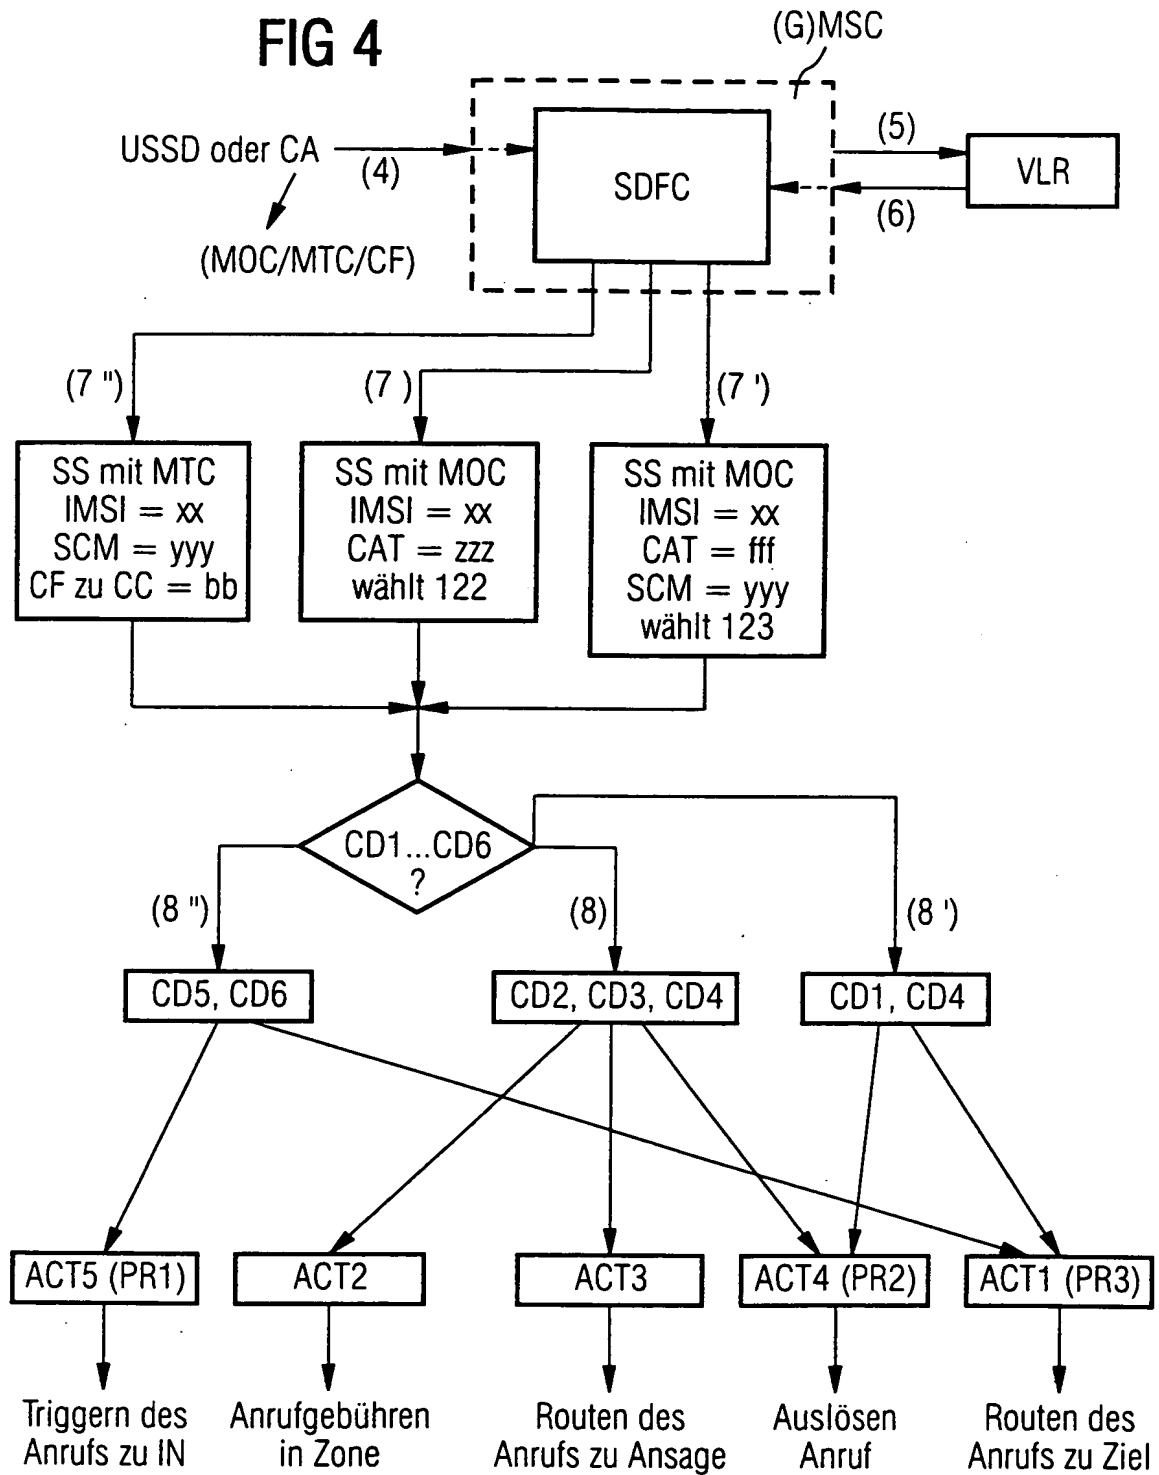 FIG 4
(G)MSC
USSD oder CA
(4)
SDFC
(5)
VLR
(6)
(MOC/MTC/CF)
(7 ")
(7 )
(7 ')
SS mit MTC
IMSI = xx
SCM = yyy
CF zu CC = bb
SS mit MOC
IMSI = xx
CAT = zzz
wählt 122
SS mit MOC
IMSI = xx
CAT = fff
SCM = yyy
wählt 123
CD1...CD6
?
(8 ")
(8)
(8 ')
CD5, CD6
CD2, CD3, CD4
CD1, CD4
ACT5 (PR1)
ACT2
ACT3
ACT4 (PR2)
ACT1 (PR3)
Triggern des
Anrufs zu IN
Anrufgebühren
in Zone
Routen des
Anrufs zu Ansage
Auslösen
Anruf
Routen des
Anrufs zu Ziel